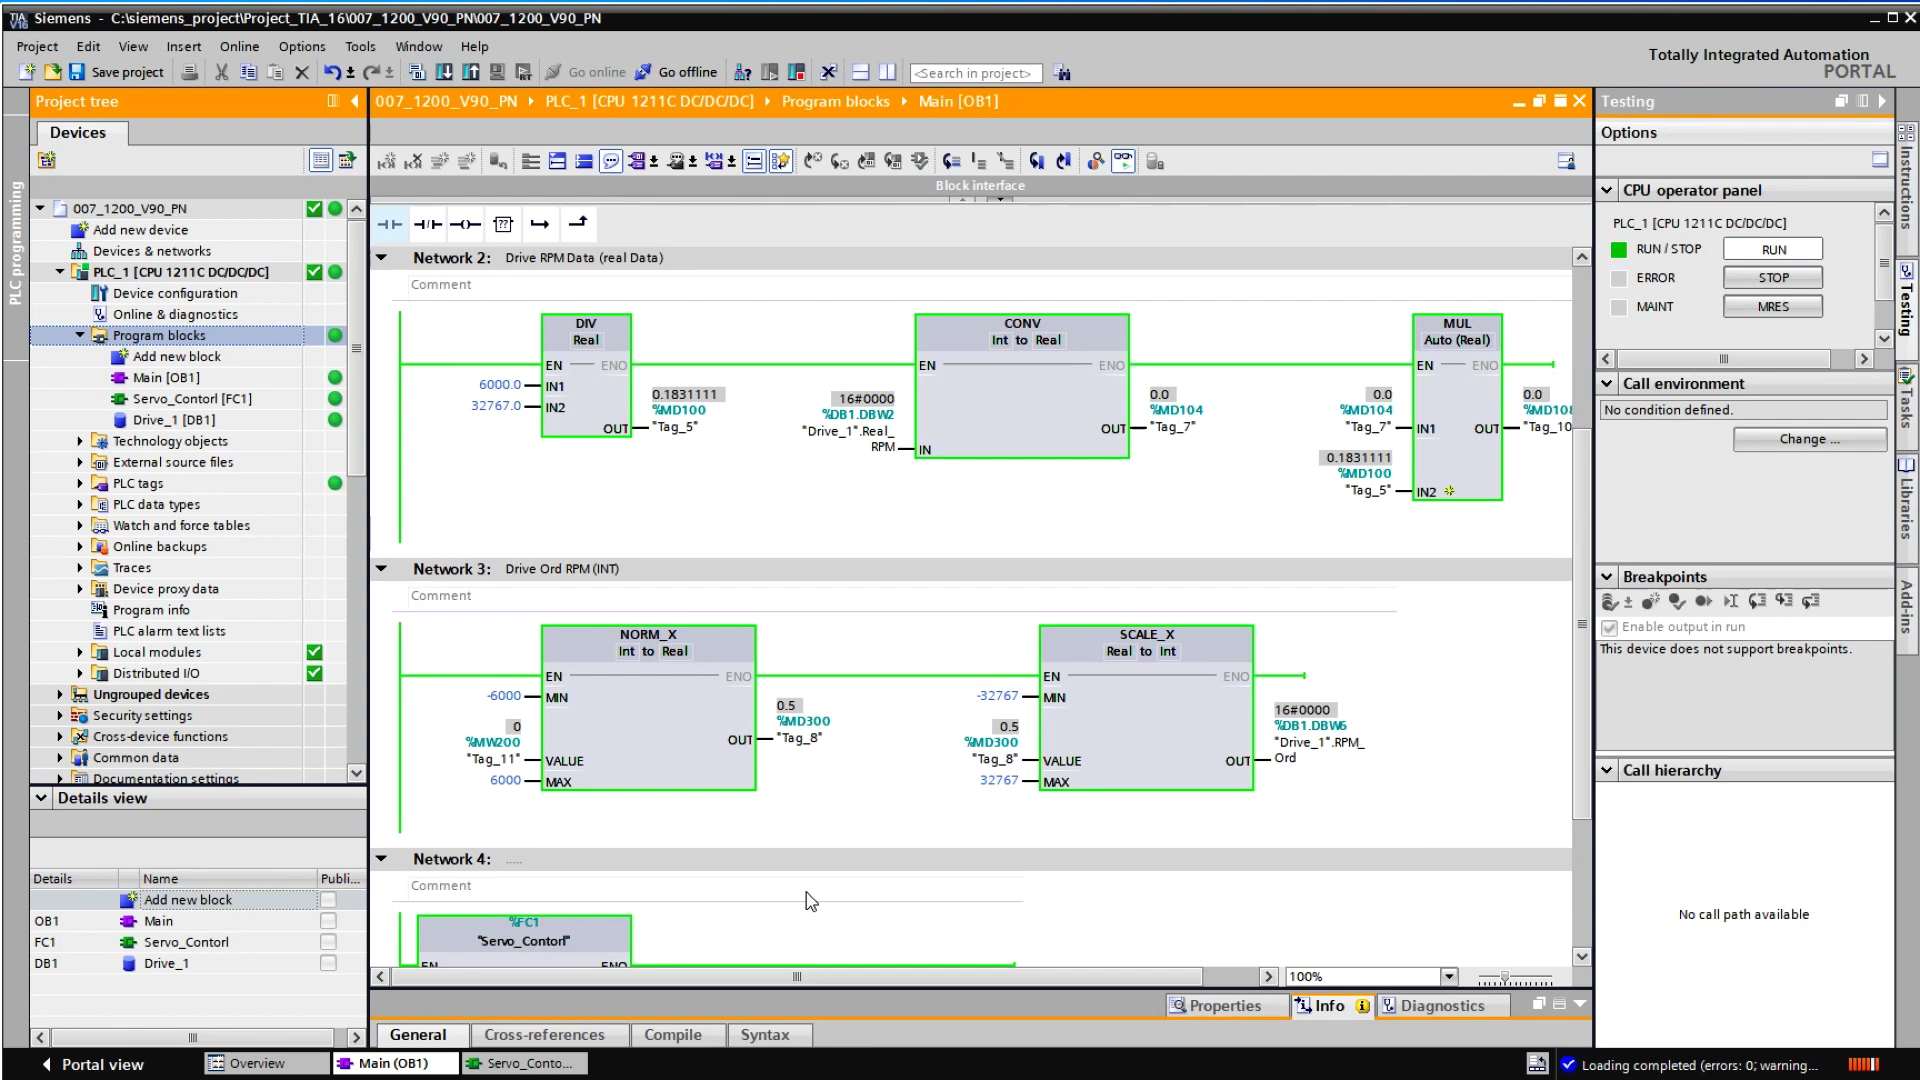 Siemens - C:\siemens_project\Project_TIA_16\007_1200_V90_PN\007_1200_V90_PN
Project Edit View Insert Online Options Tools Window Help
Totally Integrated Automation
PORTAL
Save project
Go online
Go offline
<Search in project>
Project tree
007_1200_V90_PN
PLC_1 [CPU 1211C DC/DC/DC]
Program blocks
Main [OB1]
Testing
Devices
Options
PLC programming
Block interface
CPU operator panel
PLC_1 [CPU 1211C DC/DC/DC]
RUN / STOP
RUN
ERROR
STOP
MAINT
MRES
Call environment
No condition defined.
Change ...
Breakpoints
Enable output in run
This device does not support breakpoints.
Call hierarchy
No call path available
Instructions
Testing
Tasks
Libraries
Add-ins
007_1200_V90_PN
Add new device
Devices & networks
PLC_1 [CPU 1211C DC/DC/DC]
Device configuration
Online & diagnostics
Program blocks
Add new block
Main [OB1]
Servo_Contorl [FC1]
Drive_1 [DB1]
Technology objects
External source files
PLC tags
PLC data types
Watch and force tables
Online backups
Traces
Device proxy data
Program info
PLC alarm text lists
Local modules
Distributed I/O
Ungrouped devices
Security settings
Cross-device functions
Common data
Documentation settings
Details view
Details Name Publi...
Add new block
OB1 Main
FC1 Servo_Contorl
DB1 Drive_1
Network 2: Drive RPM Data (real Data)
Comment
DIV
Real
EN ENO
6000.0 IN1
32767.0 IN2
OUT
0.1831111
%MD100
"Tag_5"
CONV
Int to Real
EN ENO
16#0000
%DB1.DBW2
"Drive_1".Real_
RPM
IN
OUT
0.0
%MD104
"Tag_7"
MUL
Auto (Real)
EN ENO
0.0
%MD104
"Tag_7" IN1
0.1831111
%MD100
"Tag_5" IN2
OUT
0.0
%MD108
"Tag_10
Network 3: Drive Ord RPM (INT)
Comment
NORM_X
Int to Real
EN ENO
-6000 MIN
0
%MW200
"Tag_11" VALUE
6000 MAX
OUT
0.5
%MD300
"Tag_8"
SCALE_X
Real to Int
EN ENO
-32767 MIN
0.5
%MD300
"Tag_8" VALUE
32767 MAX
OUT
16#0000
%DB1.DBW6
"Drive_1".RPM_
Ord
Network 4: .....
Comment
%FC1
"Servo_Contorl"
EN ENO
100%
Properties
Info
Diagnostics
General
Cross-references
Compile
Syntax
Portal view
Overview
Main (OB1)
Servo_Conto...
Loading completed (errors: 0; warning...